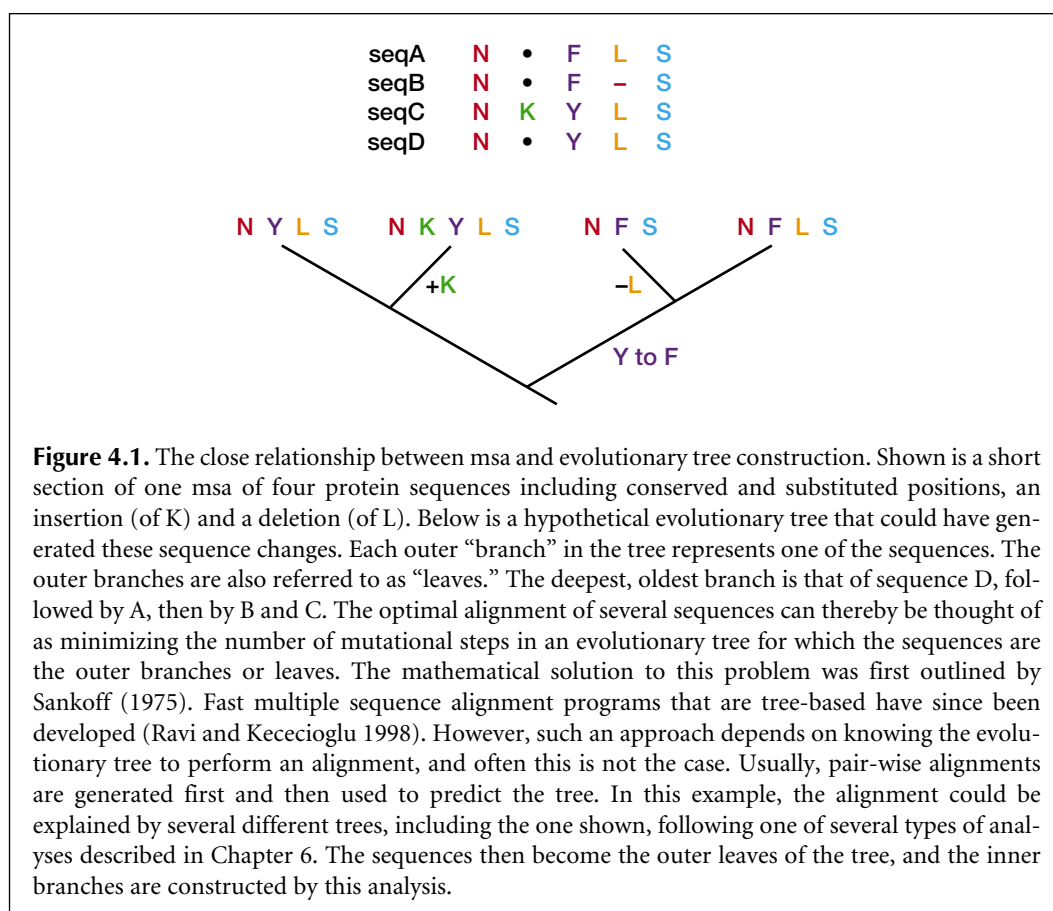 seqA N • F L S
seqB N • F – S
seqC N K Y L S
seqD N • Y L S
N Y L S N K Y L S N F S N F L S
+K –L
Y to F
Figure 4.1. The close relationship between msa and evolutionary tree construction. Shown is a short
section of one msa of four protein sequences including conserved and substituted positions, an
insertion (of K) and a deletion (of L). Below is a hypothetical evolutionary tree that could have gen-
erated these sequence changes. Each outer “branch” in the tree represents one of the sequences. The
outer branches are also referred to as “leaves.” The deepest, oldest branch is that of sequence D, fol-
lowed by A, then by B and C. The optimal alignment of several sequences can thereby be thought of
as minimizing the number of mutational steps in an evolutionary tree for which the sequences are
the outer branches or leaves. The mathematical solution to this problem was first outlined by
Sankoff (1975). Fast multiple sequence alignment programs that are tree-based have since been
developed (Ravi and Kececioglu 1998). However, such an approach depends on knowing the evolu-
tionary tree to perform an alignment, and often this is not the case. Usually, pair-wise alignments
are generated first and then used to predict the tree. In this example, the alignment could be
explained by several different trees, including the one shown, following one of several types of anal-
yses described in Chapter 6. The sequences then become the outer leaves of the tree, and the inner
branches are constructed by this analysis.